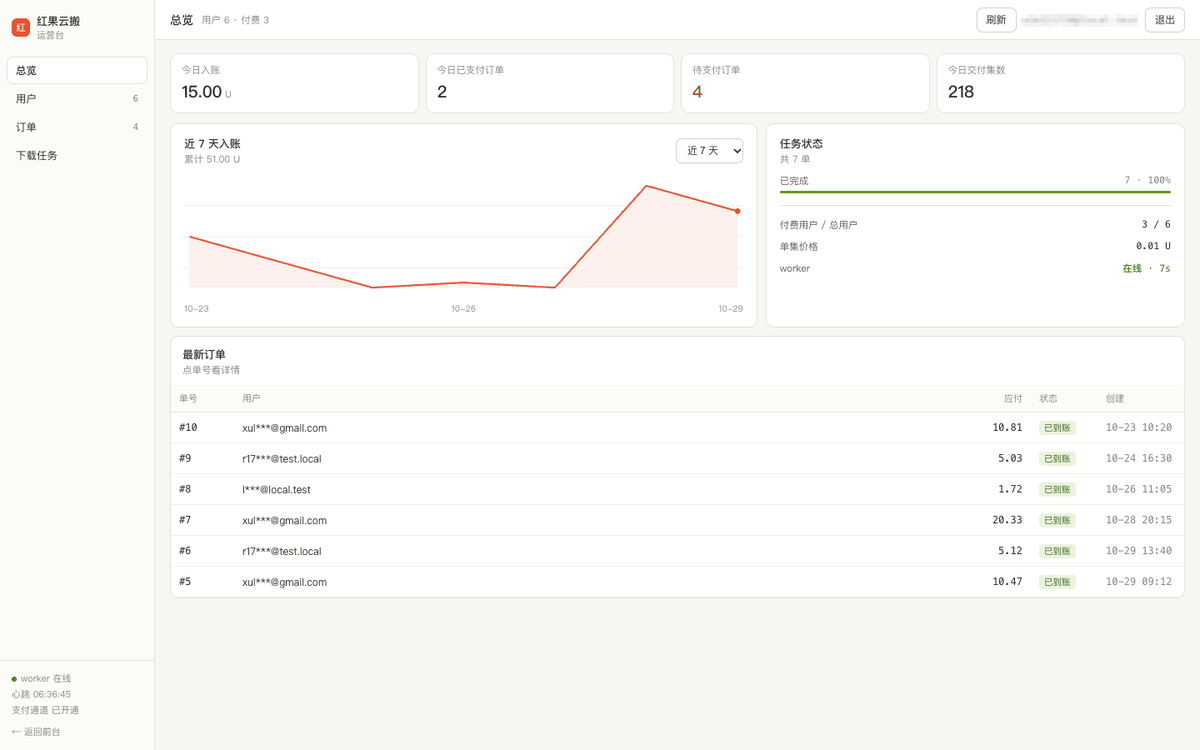 红
红果云搬
运营台
总览
用户 6
订单 4
下载任务
worker 在线
心跳 06:36:45
支付通道 已开通
← 返回前台
总览 用户 6 · 付费 3
刷新
退出
今日入账
15.00 U
今日已支付订单
2
待支付订单
4
今日交付集数
218
近 7 天入账
累计 51.00 U
近 7 天
10-23 10-26 10-29
任务状态
共 7 单
已完成 7 · 100%
付费用户 / 总用户 3 / 6
单集价格 0.01 U
worker 在线 · 7s
最新订单
点单号看详情
单号 用户 应付 状态 创建
#10 xul***@gmail.com 10.81 已到账 10-23 10:20
#9 r17***@test.local 5.03 已到账 10-24 16:30
#8 l***@local.test 1.72 已到账 10-26 11:05
#7 xul***@gmail.com 20.33 已到账 10-28 20:15
#6 r17***@test.local 5.12 已到账 10-29 13:40
#5 xul***@gmail.com 10.47 已到账 10-29 09:12